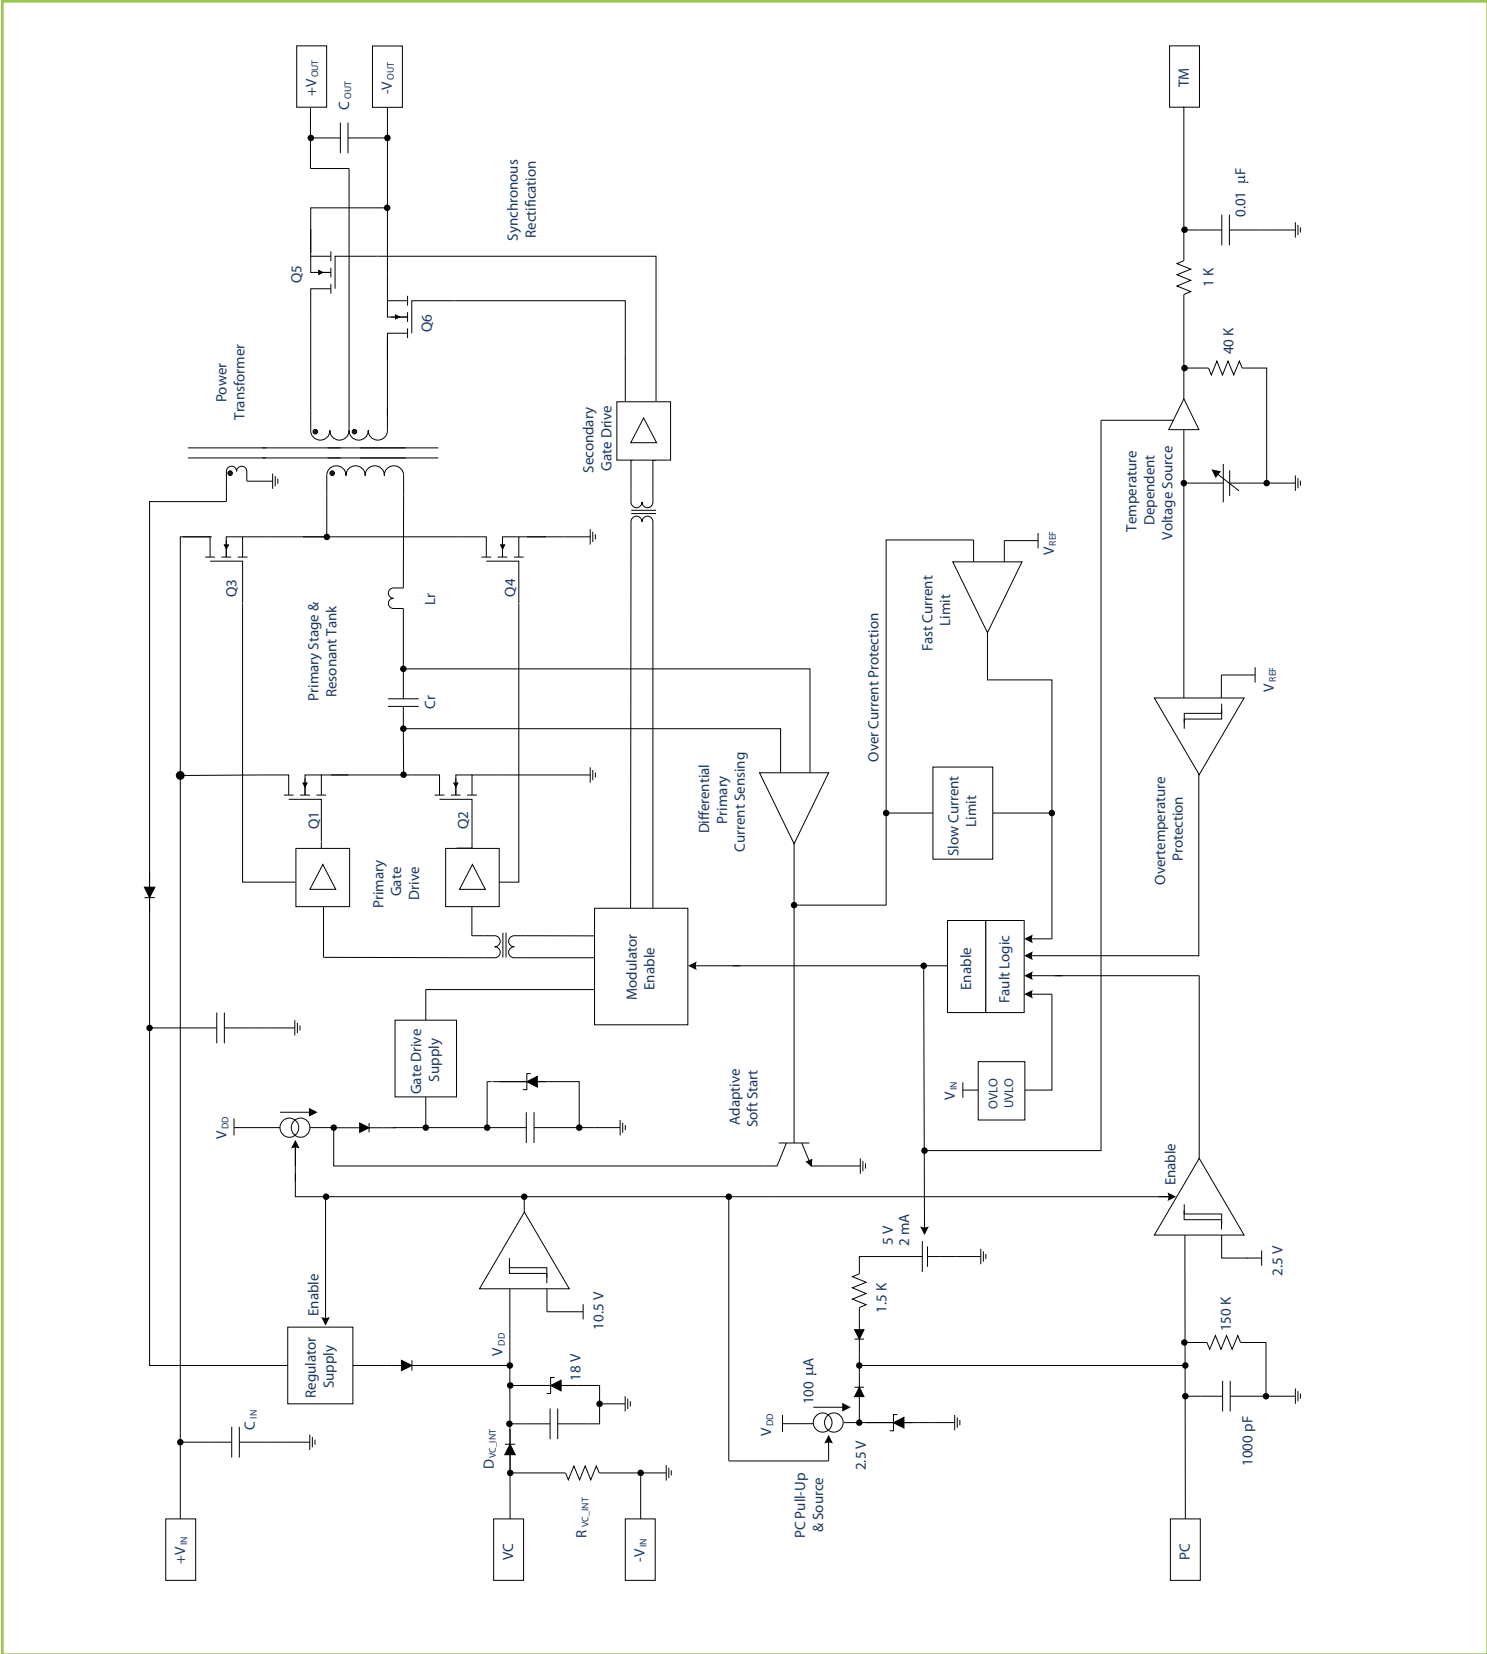 +VOUT
COUT
-VOUT
Synchronous
Rectification
Q5
Q6
Power
Transformer
Secondary
Gate Drive
Q3
Primary Stage &
Resonant Tank
Lr
Q4
Cr
Q1
Q2
Primary
Gate
Drive
Differential
Primary
Current Sensing
Over Current Protection
Fast Current
Limit
VREF
Slow Current
Limit
Modulator
Enable
Enable
Fault Logic
VIN
OVLO
UVLO
Gate Drive
Supply
VDD
Adaptive
Soft Start
Enable
Regulator
Supply
VDD
10.5 V
18 V
CIN
DVC_INT
RVC_INT
+VIN
VC
-VIN
5 V
2 mA
1.5 K
100 µA
VDD
2.5 V
PC Pull-Up
& Source
TM
0.01 µF
1 K
40 K
Temperature
Dependent
Voltage Source
VREF
Overtemperature
Protection
Enable
2.5 V
150 K
1000 pF
PC